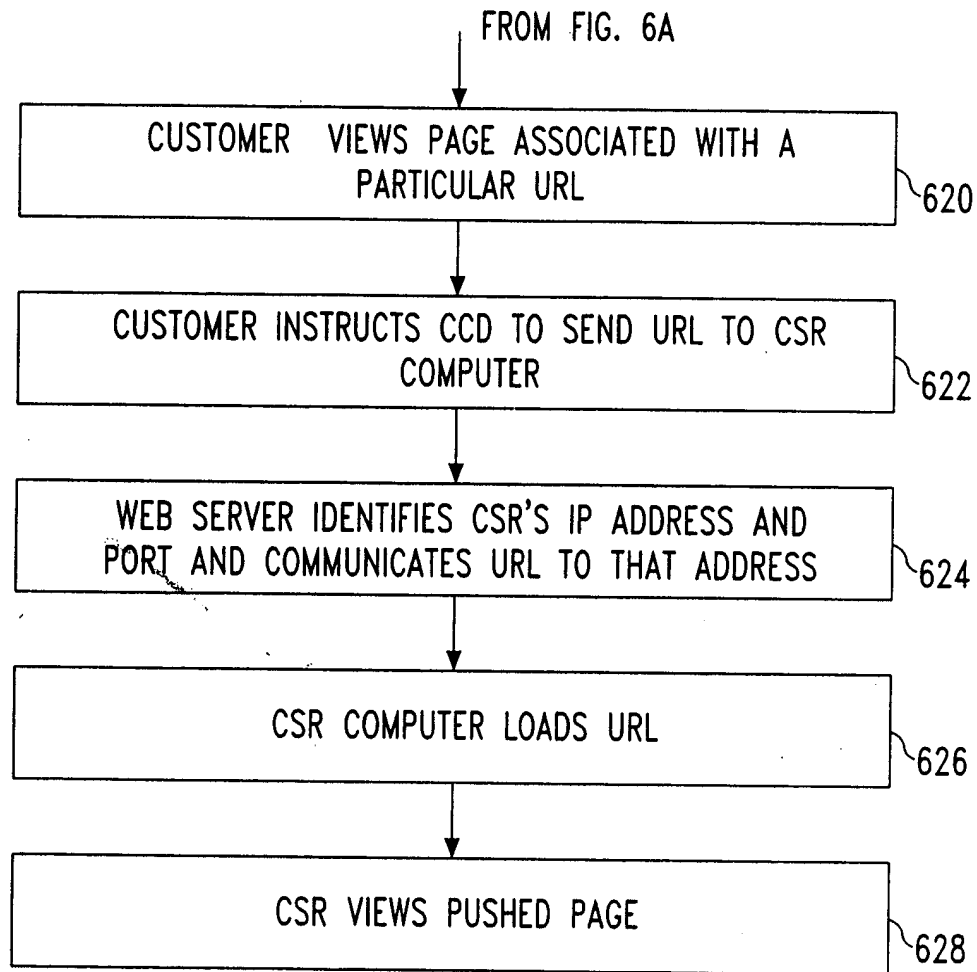 FROM FIG. 6A
CUSTOMER VIEWS PAGE ASSOCIATED WITH A
PARTICULAR URL
620
CUSTOMER INSTRUCTS CCD TO SEND URL TO CSR
COMPUTER
622
WEB SERVER IDENTIFIES CSR'S IP ADDRESS AND
PORT AND COMMUNICATES URL TO THAT ADDRESS
624
CSR COMPUTER LOADS URL
626
CSR VIEWS PUSHED PAGE
628